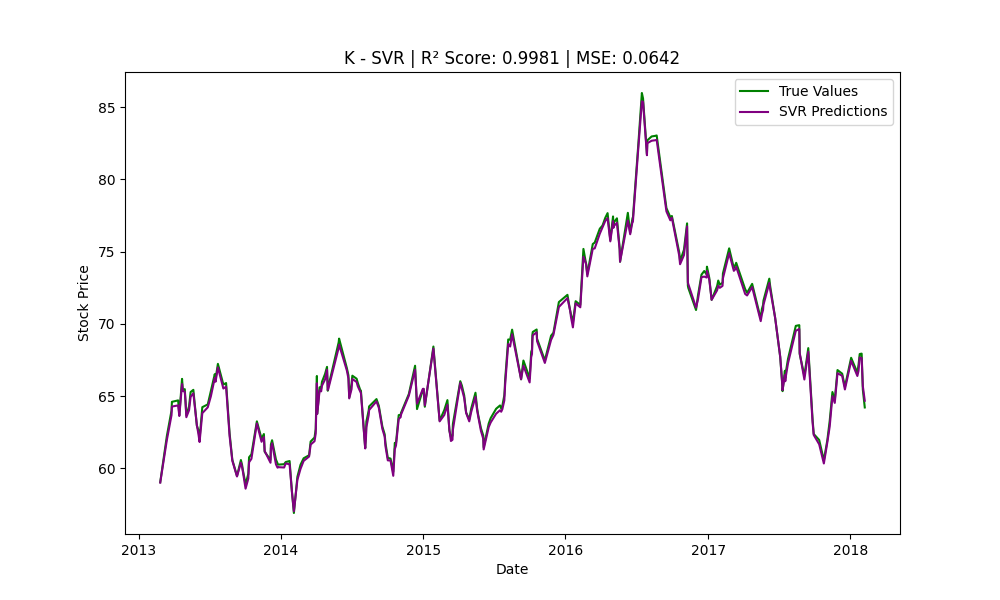 K - SVR | R² Score: 0.9981 | MSE: 0.0642
True Values
SVR Predictions
Stock Price
85
80
75
70
65
60
2013 2014 2015 2016 2017 2018
Date